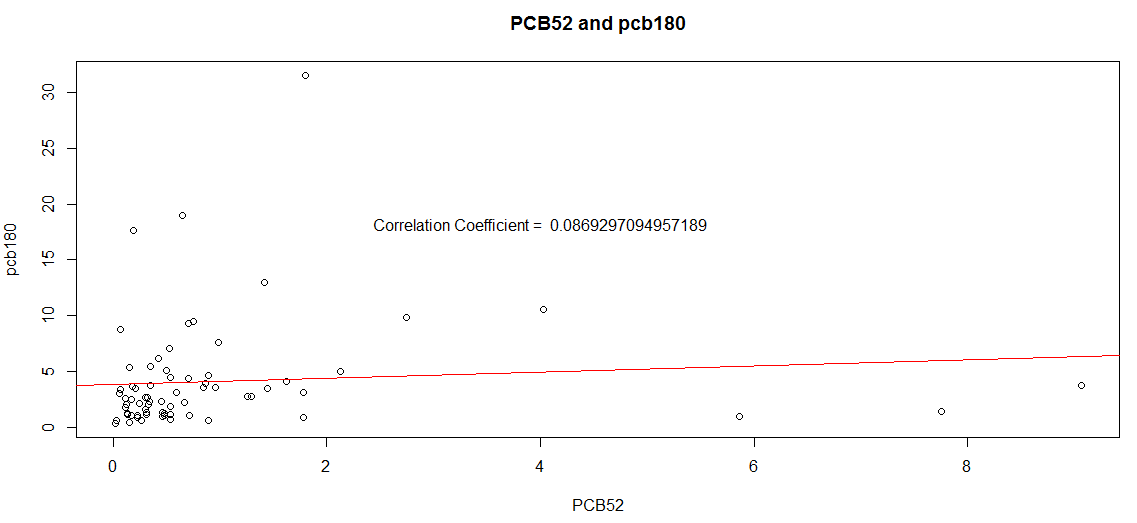 PCB52 and pcb180
30
25
20
15
10
5
0
pcb180
Correlation Coefficient = 0.0869297094957189
0 2 4 6 8
PCB52